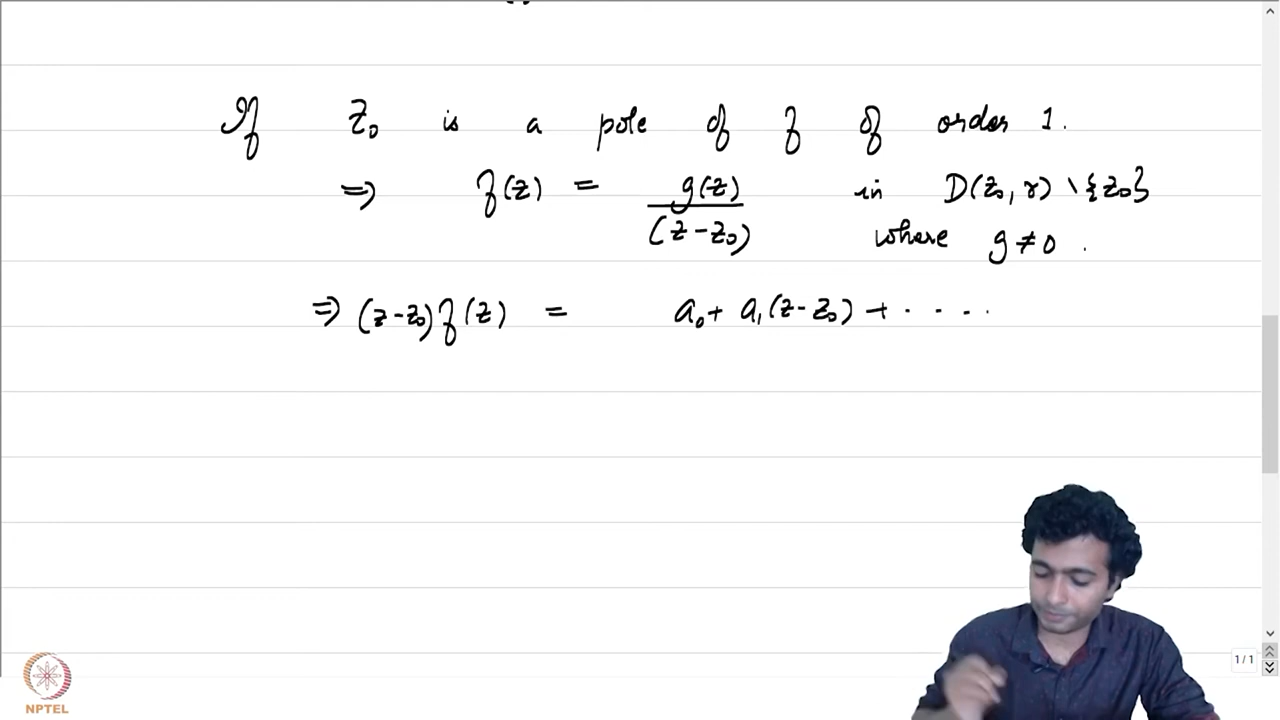 If z₀ is a pole of f of order 1.
⇒ f(z) = g(z)/(z-z₀) in D(z₀, r) \ {z₀}
where g ≠ 0 .
⇒ (z-z₀)f(z) = a₀ + a₁(z-z₀) + . . . .
1 / 1
NPTEL